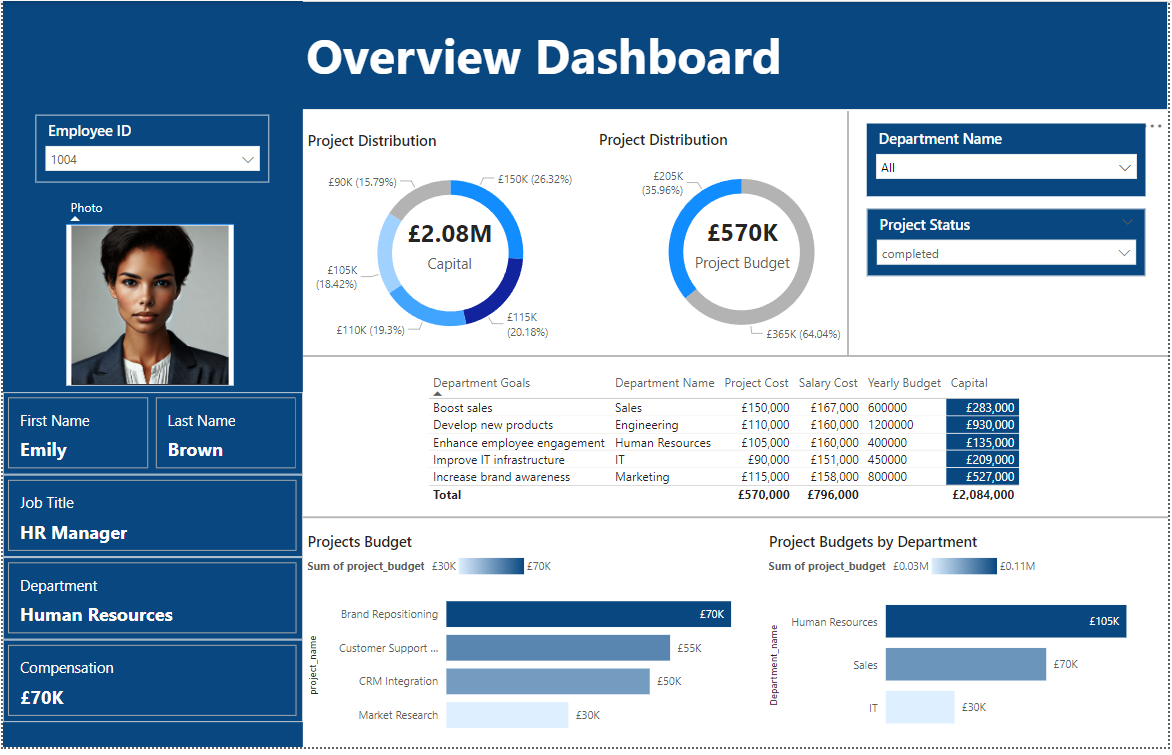 Overview Dashboard
Employee ID
1004
Photo
First Name
Emily
Last Name
Brown
Job Title
HR Manager
Department
Human Resources
Compensation
£70K
Project Distribution
£90K (15.79%)
£150K (26.32%)
£2.08M
Capital
£105K
(18.42%)
£110K (19.3%)
£115K
(20.18%)
Project Distribution
£205K
(35.96%)
£570K
Project Budget
£365K (64.04%)
Department Name
All
Project Status
completed
Department Goals Department Name Project Cost Salary Cost Yearly Budget Capital
Boost sales Sales £150,000 £167,000 600000 £283,000
Develop new products Engineering £110,000 £160,000 1200000 £930,000
Enhance employee engagement Human Resources £105,000 £160,000 400000 £135,000
Improve IT infrastructure IT £90,000 £151,000 450000 £209,000
Increase brand awareness Marketing £115,000 £158,000 800000 £527,000
Total £570,000 £796,000 £2,084,000
Projects Budget
Sum of project_budget £30K £70K
project_name
Brand Repositioning £70K
Customer Support ... £55K
CRM Integration £50K
Market Research £30K
Project Budgets by Department
Sum of project_budget £0.03M £0.11M
Department_name
Human Resources £105K
Sales £70K
IT £30K